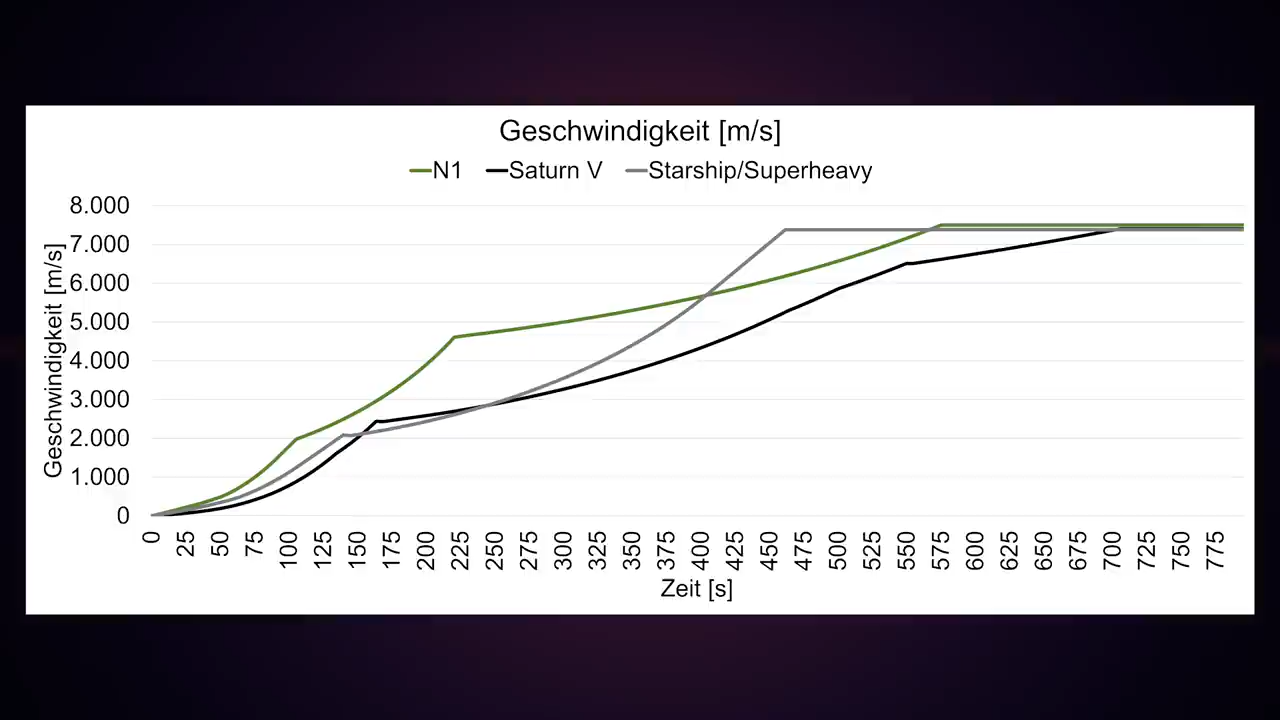 Geschwindigkeit [m/s]
N1 Saturn V Starship/Superheavy
Geschwindigkeit [m/s]
8.000
7.000
6.000
5.000
4.000
3.000
2.000
1.000
0
0 25 50 75 100 125 150 175 200 225 250 275 300 325 350 375 400 425 450 475 500 525 550 575 600 625 650 675 700 725 750 775
Zeit [s]